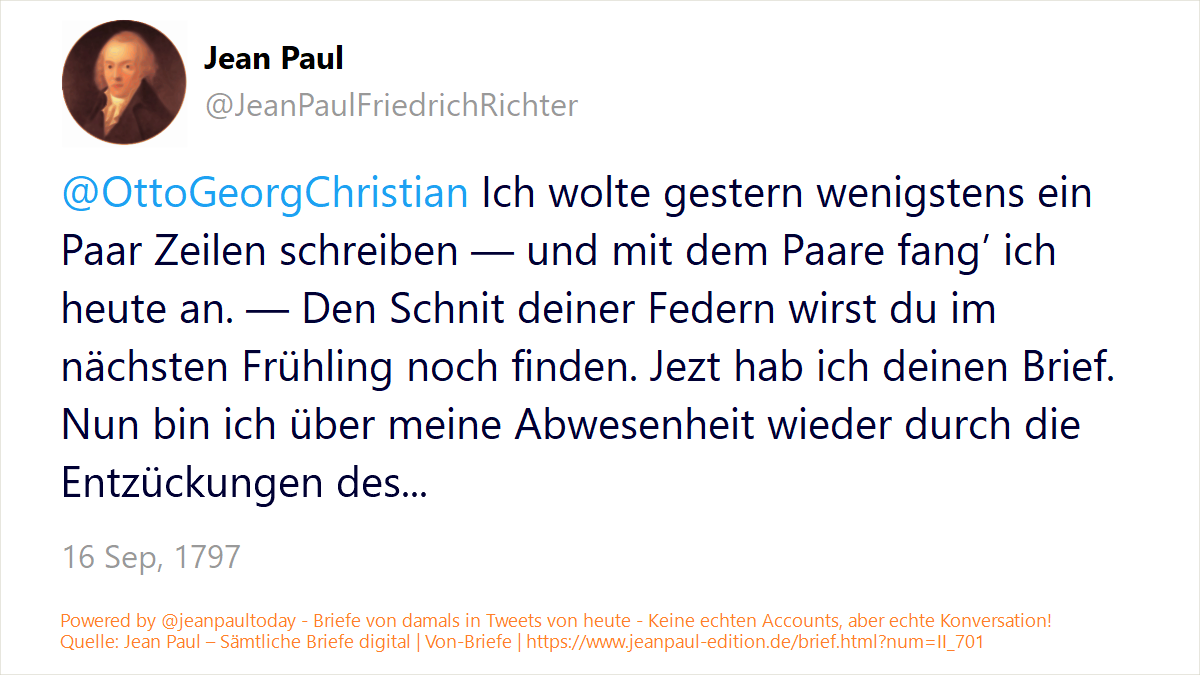 Jean Paul
@JeanPaulFriedrichRichter
@OttoGeorgChristian Ich wolte gestern wenigstens ein
Paar Zeilen schreiben — und mit dem Paare fang’ ich
heute an. — Den Schnit deiner Federn wirst du im
nächsten Frühling noch finden. Jezt hab ich deinen Brief.
Nun bin ich über meine Abwesenheit wieder durch die
Entzückungen des...
16 Sep, 1797
Powered by @jeanpaultoday - Briefe von damals in Tweets von heute - Keine echten Accounts, aber echte Konversation!
Quelle: Jean Paul – Sämtliche Briefe digital | Von-Briefe | https://www.jeanpaul-edition.de/brief.html?num=II_701